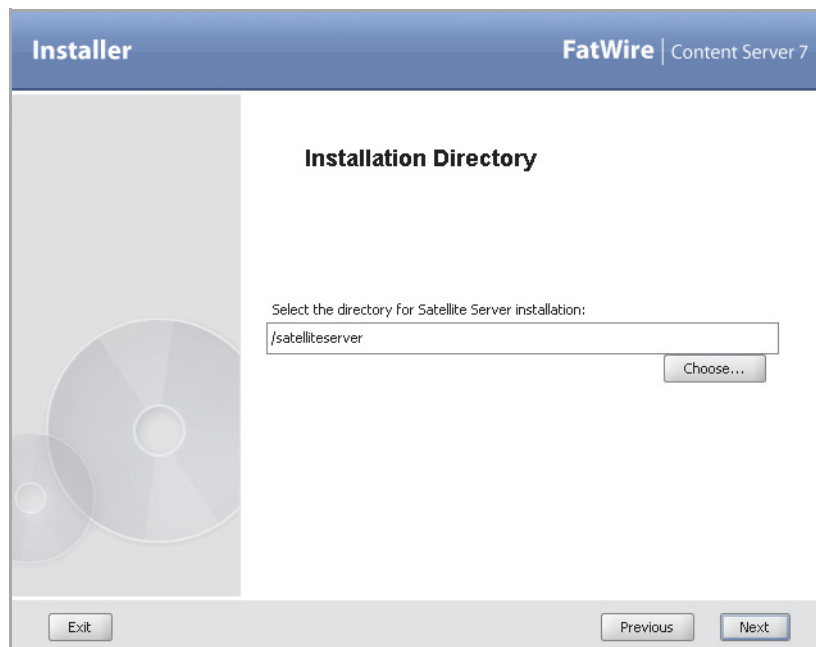 Installer
FatWire | Content Server 7
Installation Directory
Select the directory for Satellite Server installation:
/satelliteserver
Choose...
Exit
Previous
Next